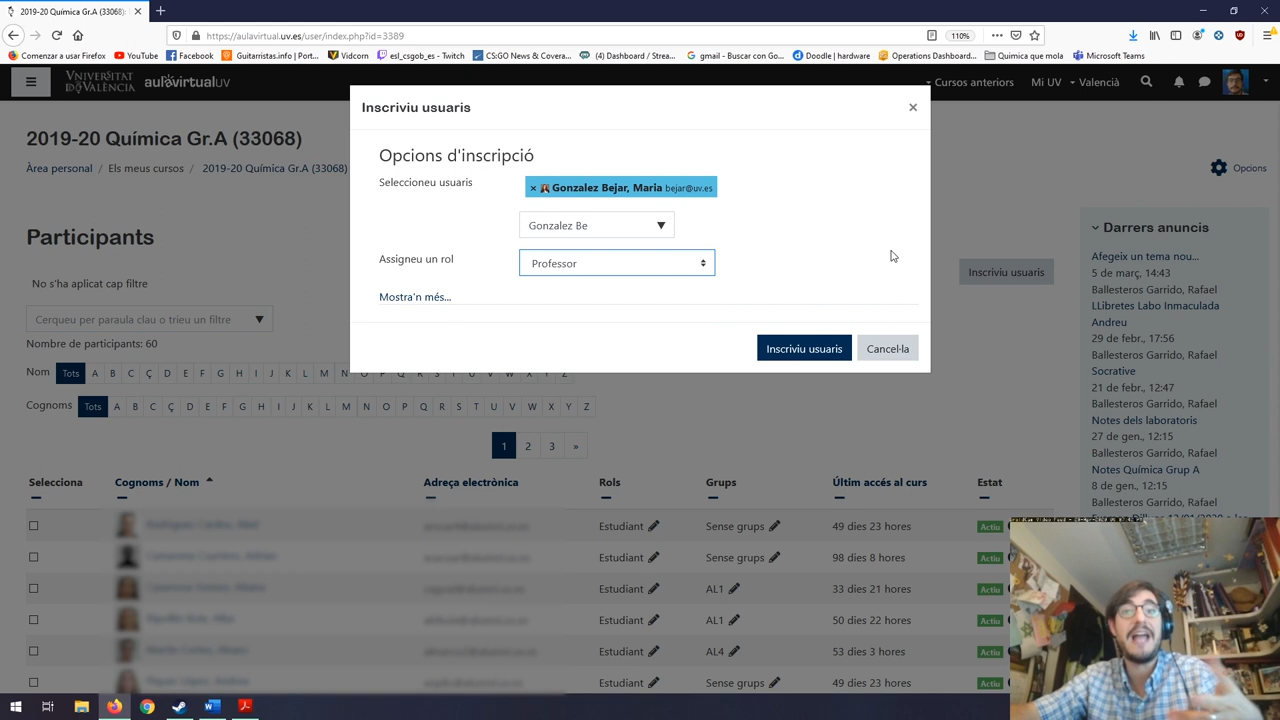 2019-20 Química Gr.A (33068):
https://aulavirtual.uv.es/user/index.php?id=3389
110%
Comenzar a usar Firefox
YouTube
Facebook
Guitarristas.info | Port...
Vidcorn
esl_csgob_es - Twitch
CS:GO News & Covera...
(4) Dashboard / Strea...
gmail - Buscar con Go...
Doodle | hardware
Operations Dashboard...
Quimica que mola
Microsoft Teams
VNIVERSITAT
DE VALÈNCIA
aulavirtualuv
Cursos anteriors
Mi UV
Valencià
2019-20 Química Gr.A (33068)
Àrea personal / Els meus cursos / 2019-20 Química Gr.A (33068)
Opcions
Inscriviu usuaris
×
Opcions d'inscripció
Seleccioneu usuaris
× Gonzalez Bejar, Maria bejar@uv.es
Gonzalez Be
Assigneu un rol
Professor
Mostra'n més...
Inscriviu usuaris
Cancel·la
Participants
Inscriviu usuaris
No s'ha aplicat cap filtre
Cerqueu per paraula clau o trieu un filtre
Nombre de participants: 60
Nom Tots A B C Ç D E F G H I J K L M N O P Q R S T U V W X Y Z
Cognoms Tots A B C Ç D E F G H I J K L M N O P Q R S T U V W X Y Z
1 2 3 »
Selecciona Cognoms / Nom Adreça electrònica Rols Grups Últim accés al curs Estat
Estudiant Sense grups 49 dies 23 hores Actiu
Estudiant Sense grups 98 dies 8 hores Actiu
Estudiant AL1 33 dies 21 hores Actiu
Estudiant AL1 50 dies 22 hores Actiu
Estudiant AL4 53 dies 3 hores Actiu
Estudiant Sense grups 49 dies 23 hores Actiu
Darrers anuncis
Afegeix un tema nou...
5 de març, 14:43
Ballesteros Garrido, Rafael
LLibretes Labo Inmaculada
Andreu
29 de febr., 17:56
Ballesteros Garrido, Rafael
Socrative
21 de febr., 12:47
Ballesteros Garrido, Rafael
Notes dels laboratoris
27 de gen., 12:15
Ballesteros Garrido, Rafael
Notes Química Grup A
8 de gen., 12:15
Ballesteros Garrido, Rafael